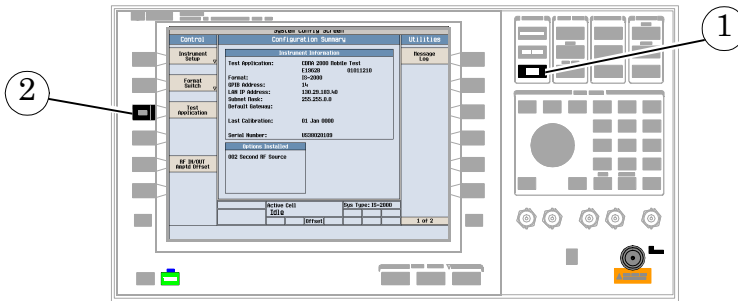 1
2
System Config Screen
Control
Configuration Summary
Utilities
Instrument Setup
Format Switch
Test Application
RF IN/OUT Amptd Offset
Instrument Information
Test Application: CDMA 2000 Mobile Test
E1962B 01011210
Format: IS-2000
GPIB Address: 14
LAN IP Address: 130.29.103.40
Subnet Mask: 255.255.0.0
Default Gateway:
Last Calibration: 01 Jan 0000
Serial Number: US38020109
Options Installed
002 Second RF Source
Message Log
Active Cell
Sys Type: IS-2000
Idle
Offset
1 of 2